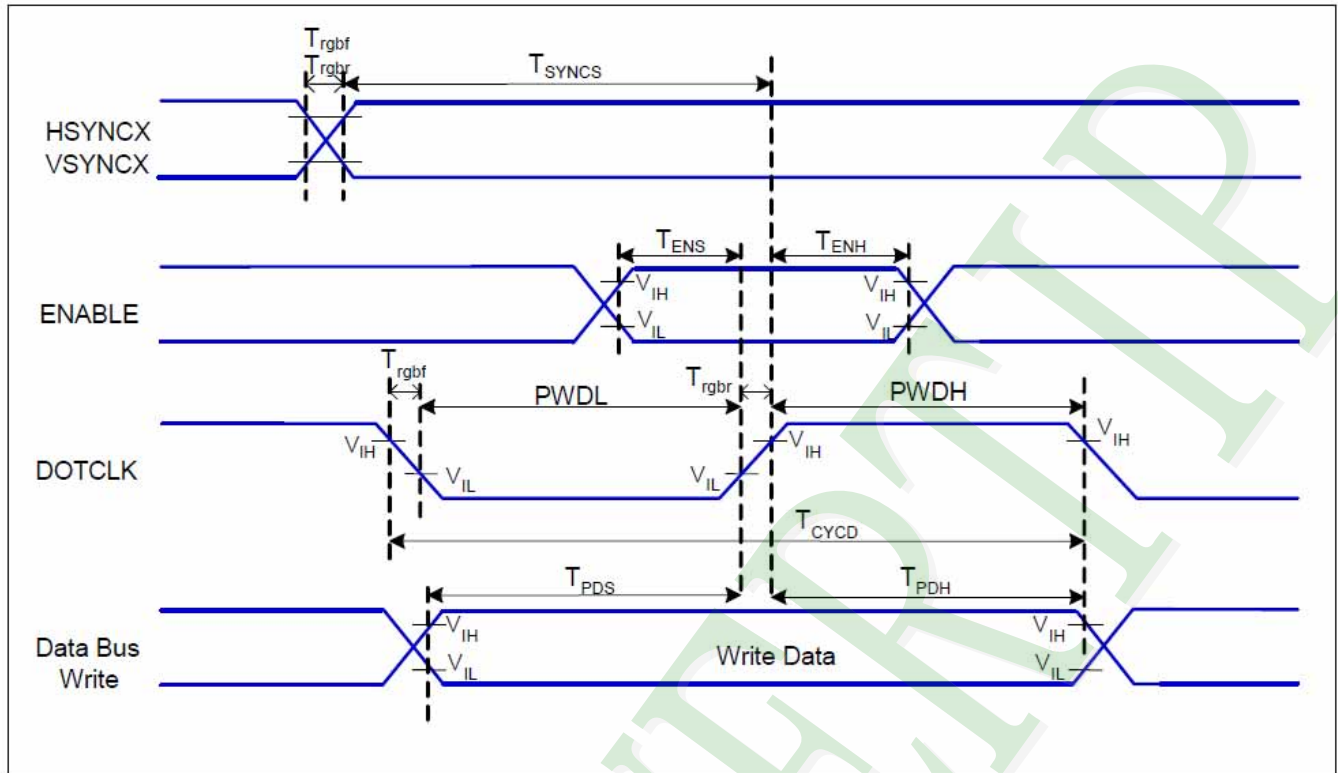 Trgbf
Trgbr
TSYNCS
HSYNCX
VSYNCX
TENS
TENH
VIH
VIH
ENABLE
VIL
VIL
Trgbf
Trgbr
PWDL
PWDH
VIH
VIH
VIH
DOTCLK
VIL
VIL
TCYCD
TPDS
TPDH
VIH
VIH
Data Bus
Write
Write Data
VIL
VIL